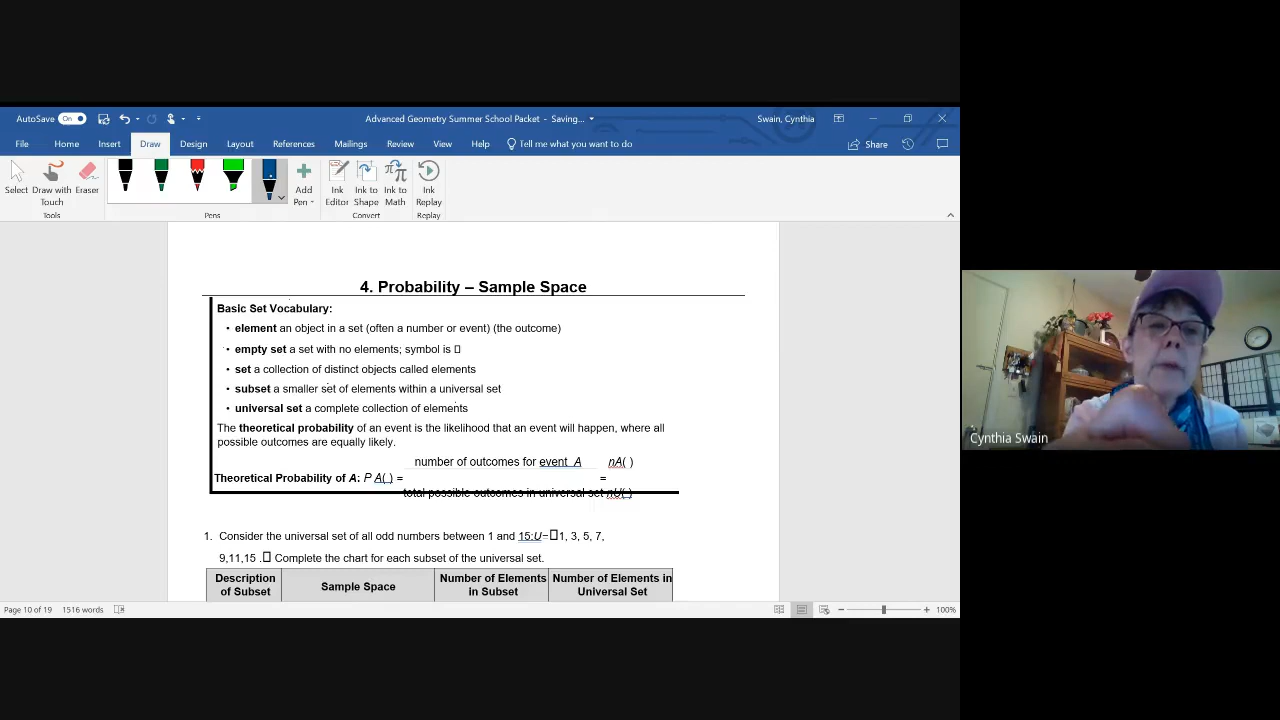 AutoSave On Advanced Geometry Summer School Packet - Saving... Swain, Cynthia
File Home Insert Draw Design Layout References Mailings Review View Help Tell me what you want to do Share
Select Draw with Touch Eraser Add Pen Ink Editor Ink to Shape Ink to Math Ink Replay
Tools Pens Convert Replay
4. Probability – Sample Space
Basic Set Vocabulary:
• element an object in a set (often a number or event) (the outcome)
• empty set a set with no elements; symbol is □
• set a collection of distinct objects called elements
• subset a smaller set of elements within a universal set
• universal set a complete collection of elements
The theoretical probability of an event is the likelihood that an event will happen, where all
possible outcomes are equally likely.
number of outcomes for event A nA( )
Theoretical Probability of A: P A( ) = =
total possible outcomes in universal set nU( )
1. Consider the universal set of all odd numbers between 1 and 15:U=□1, 3, 5, 7,
9,11,15 .□ Complete the chart for each subset of the universal set.
Description of Subset Sample Space Number of Elements in Subset Number of Elements in Universal Set
Page 10 of 19 1516 words 100%
Cynthia Swain